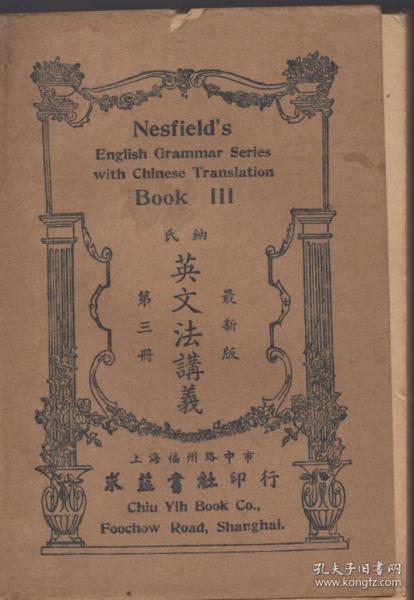 Nesfield's
English Grammar Series
with Chinese Translation
Book III
納氏
最新版
英文法講義
第三冊
上海福州路中市
求益書社印行
Chiu Yih Book Co.,
Foochow Road, Shanghai.
孔夫子旧书网
www.kongfz.com